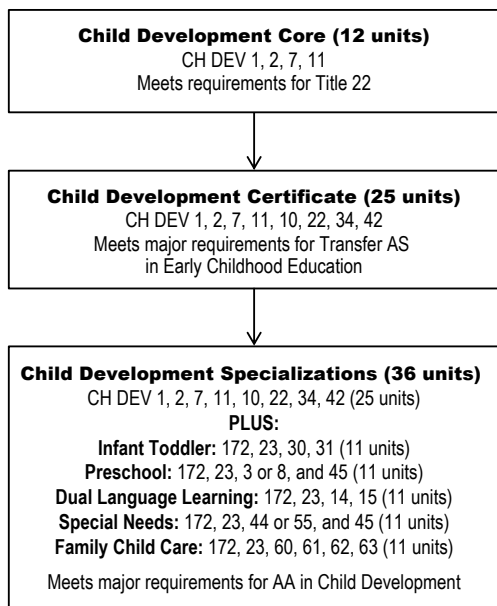 Child Development Core (12 units)
CH DEV 1, 2, 7, 11
Meets requirements for Title 22
Child Development Certificate (25 units)
CH DEV 1, 2, 7, 11, 10, 22, 34, 42
Meets major requirements for Transfer AS
in Early Childhood Education
Child Development Specializations (36 units)
CH DEV 1, 2, 7, 11, 10, 22, 34, 42 (25 units)
PLUS:
Infant Toddler: 172, 23, 30, 31 (11 units)
Preschool: 172, 23, 3 or 8, and 45 (11 units)
Dual Language Learning: 172, 23, 14, 15 (11 units)
Special Needs: 172, 23, 44 or 55, and 45 (11 units)
Family Child Care: 172, 23, 60, 61, 62, 63 (11 units)
Meets major requirements for AA in Child Development